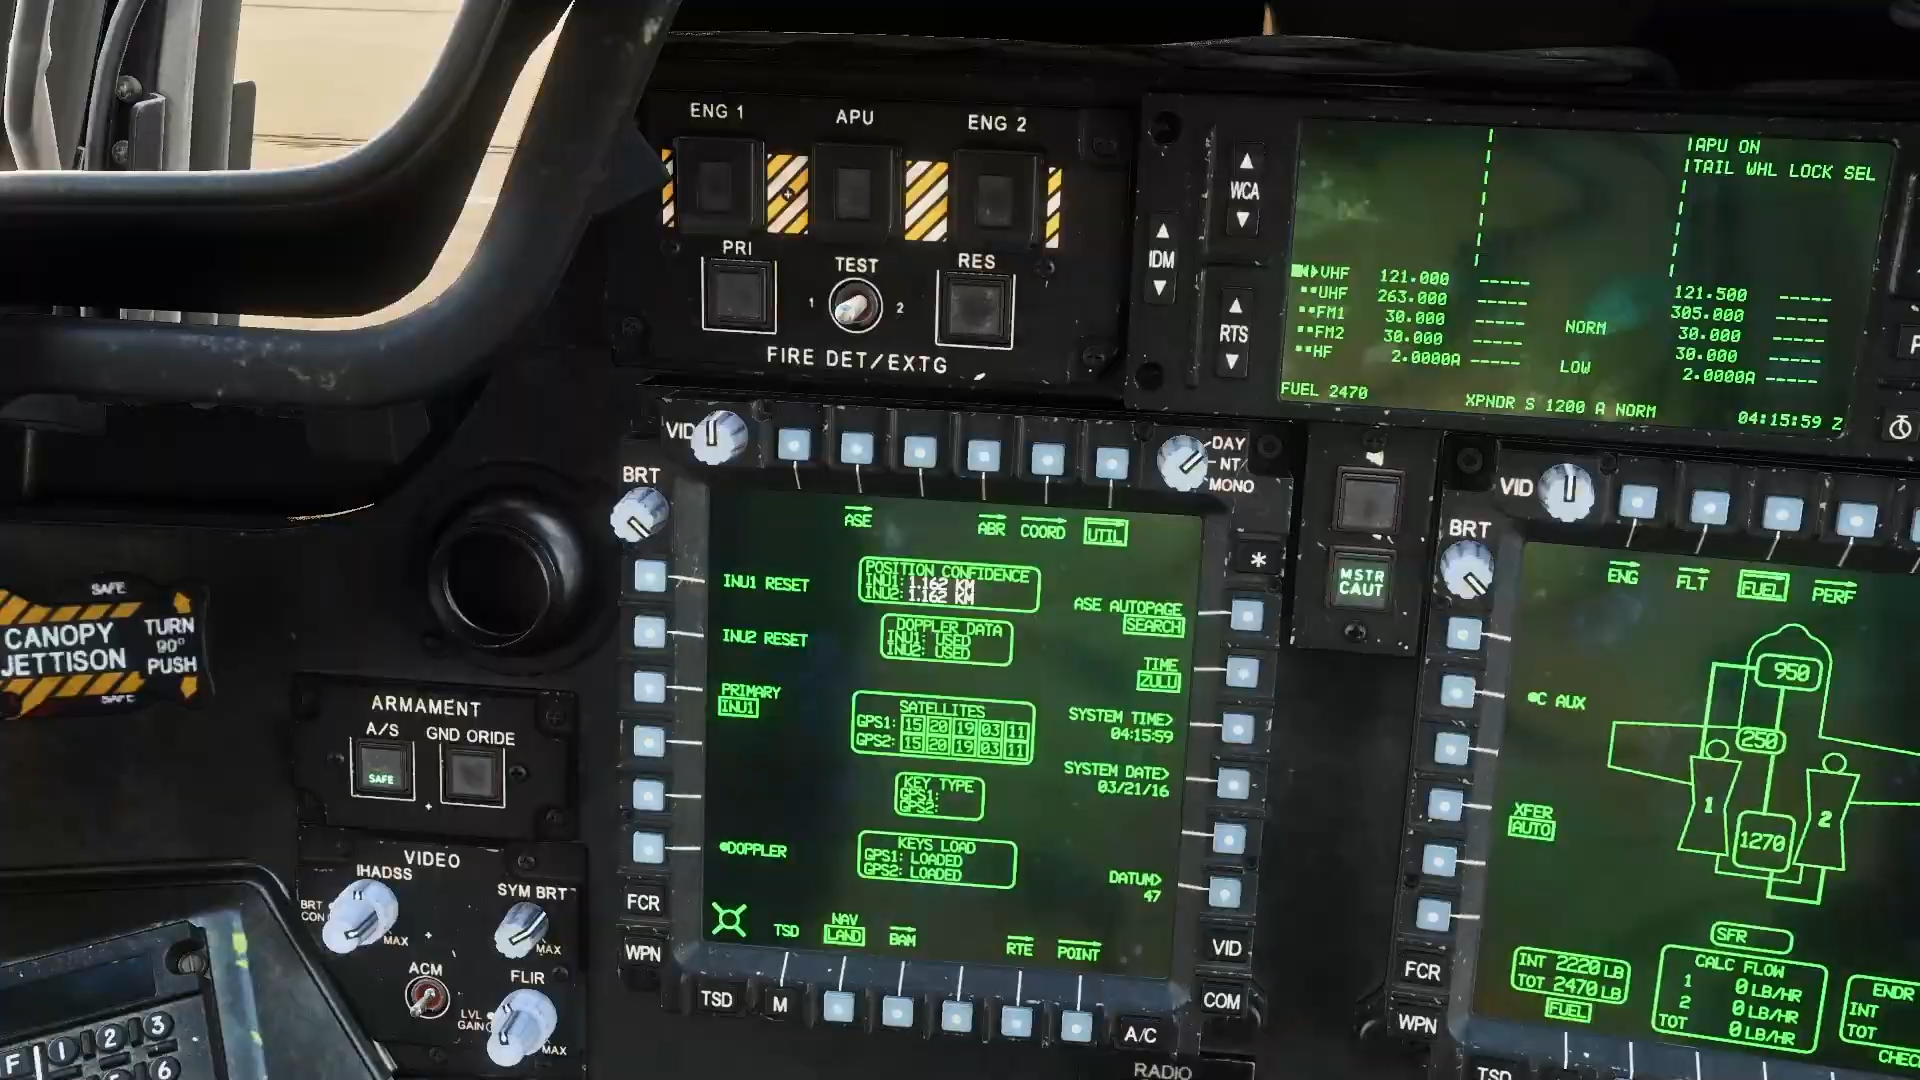 ENG 1
APU
ENG 2
PRI
TEST
RES
1
2
FIRE DET/EXTG
WCA
IDM
RTS
APU ON
TAIL WHL LOCK SEL
VHF 121.000 ----- 121.500 -----
UHF 263.000 ----- 305.000 -----
FM1 30.000 ----- NORM 30.000 -----
FM2 30.000 ----- 30.000 -----
HF 2.0000A ----- LOW 2.0000A -----
FUEL 2470
XPNDR S 1200 A NORM
04:15:59 Z
VID
BRT
DAY
NT
MONO
ASE
ABR
COORD
UTIL
INU1 RESET
INU2 RESET
PRIMARY
INU1
DOPPLER
POSITION CONFIDENCE
INU1: 1.162 KM
INU2: 1.162 KM
DOPPLER DATA
INU1: USED
INU2: USED
SATELLITES
GPS1: 15 20 19 03 11
GPS2: 15 20 19 03 11
KEY TYPE
GPS1:
GPS2:
KEYS LOAD
GPS1: LOADED
GPS2: LOADED
ASE AUTOPAGE
SEARCH
TIME
ZULU
SYSTEM TIME>
04:15:59
SYSTEM DATE>
03/21/16
DATUM>
47
TSD
NAV
LAND
BAM
RTE
POINT
FCR
WPN
TSD
M
*
VID
COM
A/C
RADIO
MSTR
CAUT
SAFE
CANOPY
JETTISON
TURN
90°
PUSH
SAFE
ARMAMENT
A/S
GND ORIDE
SAFE
VIDEO
IHADSS
BRT
CON
MAX
SYM BRT
MAX
ACM
FLIR
LVL
GAIN
MAX
F
1
2
3
6
VID
BRT
ENG
FLT
FUEL
PERF
C AUX
XFER
AUTO
950
250
1
2
1270
SFR
INT 2220 LB
TOT 2470 LB
FUEL
CALC FLOW
1 0 LB/HR
2 0 LB/HR
TOT 0 LB/HR
ENDR
INT
TOT
CHEC
FCR
WPN
TSD